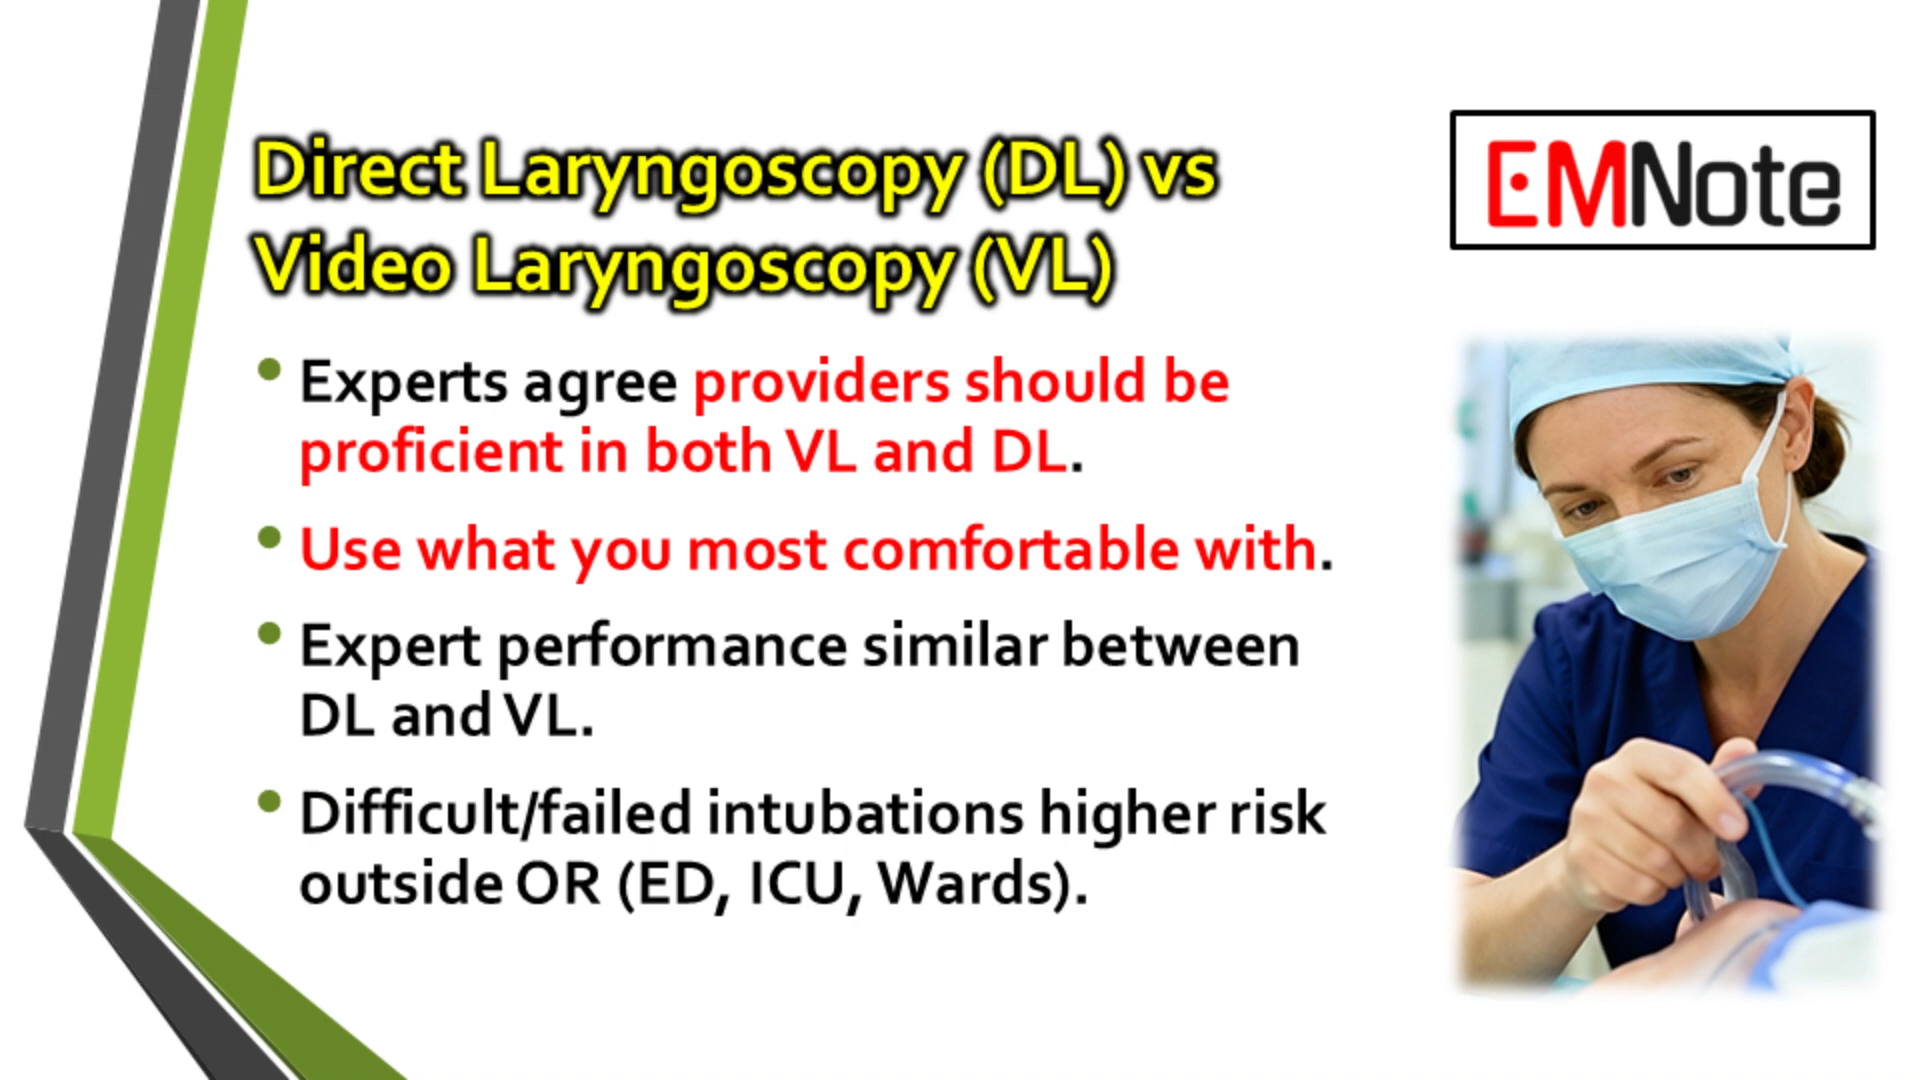 Direct Laryngoscopy (DL) vs
Video Laryngoscopy (VL)
EMNote
• Experts agree providers should be
proficient in both VL and DL.
• Use what you most comfortable with.
• Expert performance similar between
DL and VL.
• Difficult/failed intubations higher risk
outside OR (ED, ICU, Wards).